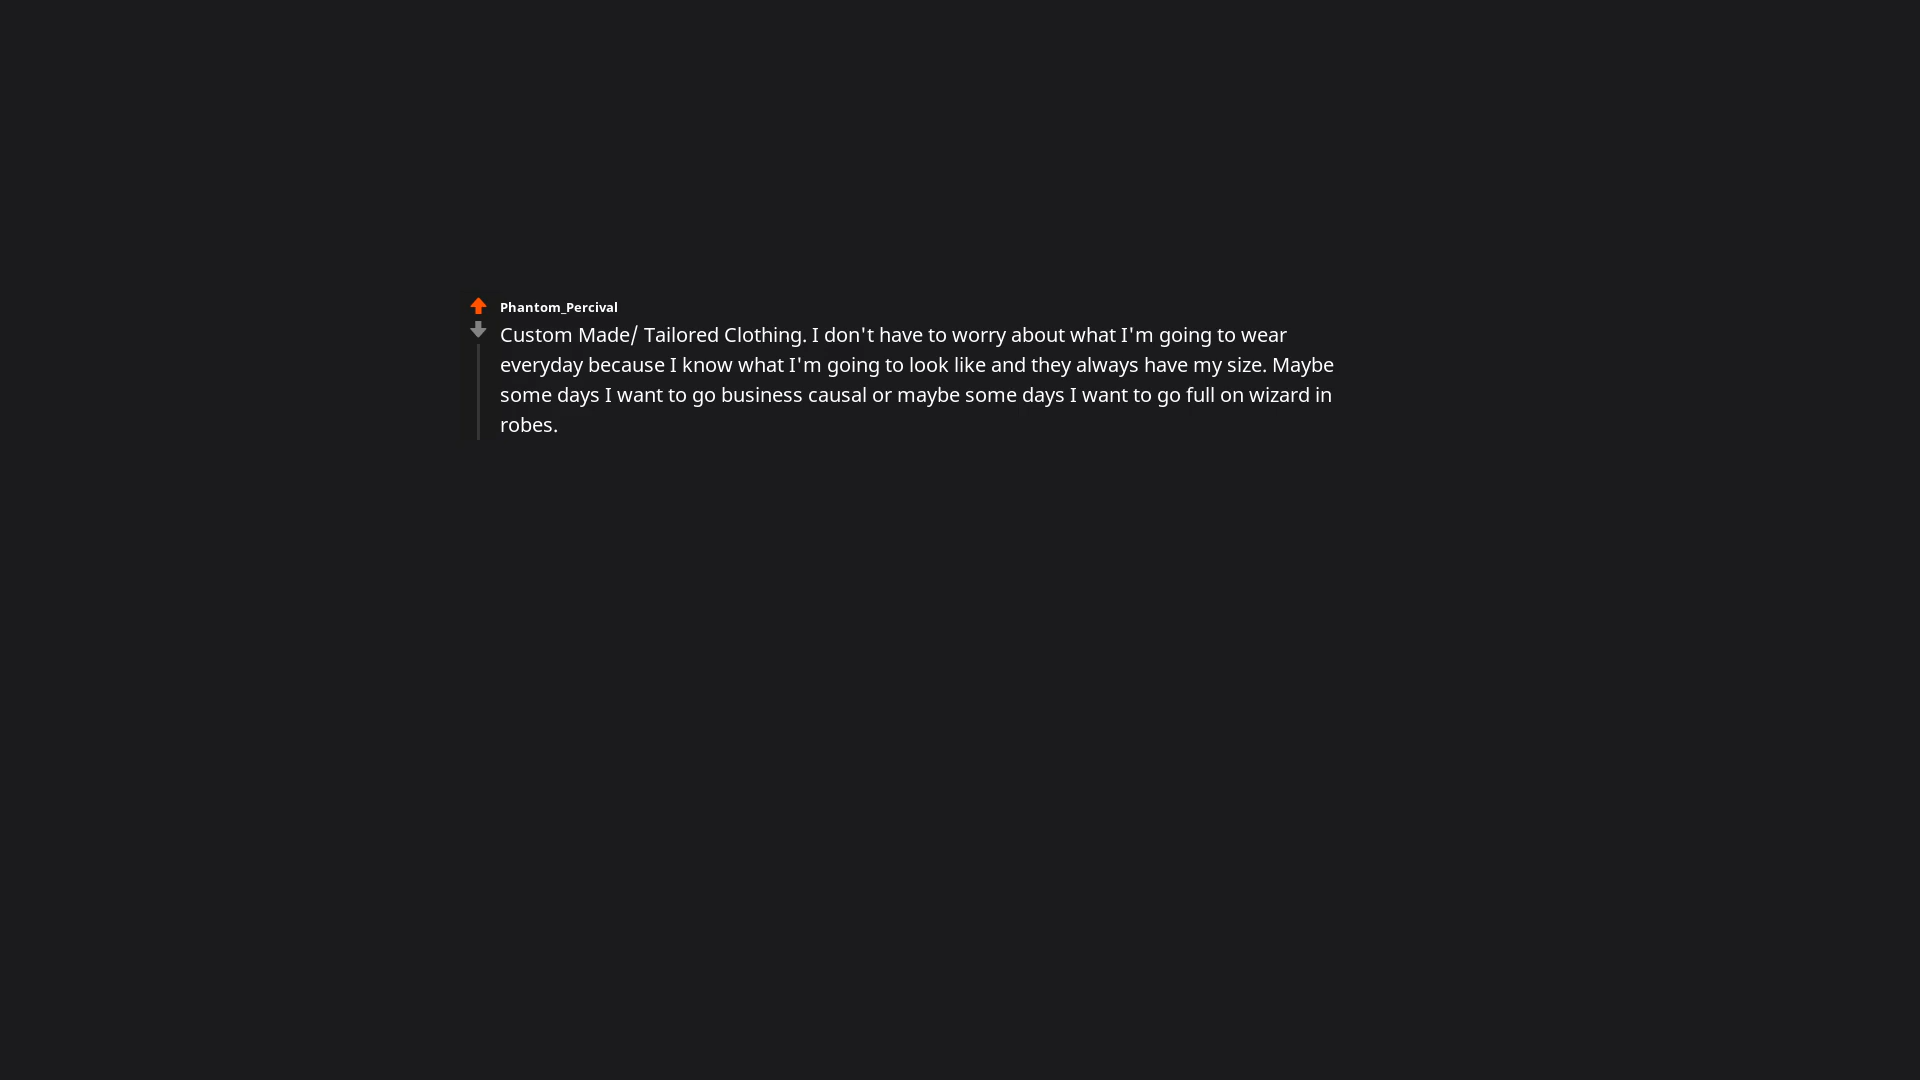 Phantom_Percival
Custom Made/ Tailored Clothing. I don't have to worry about what I'm going to wear
everyday because I know what I'm going to look like and they always have my size. Maybe
some days I want to go business causal or maybe some days I want to go full on wizard in
robes.